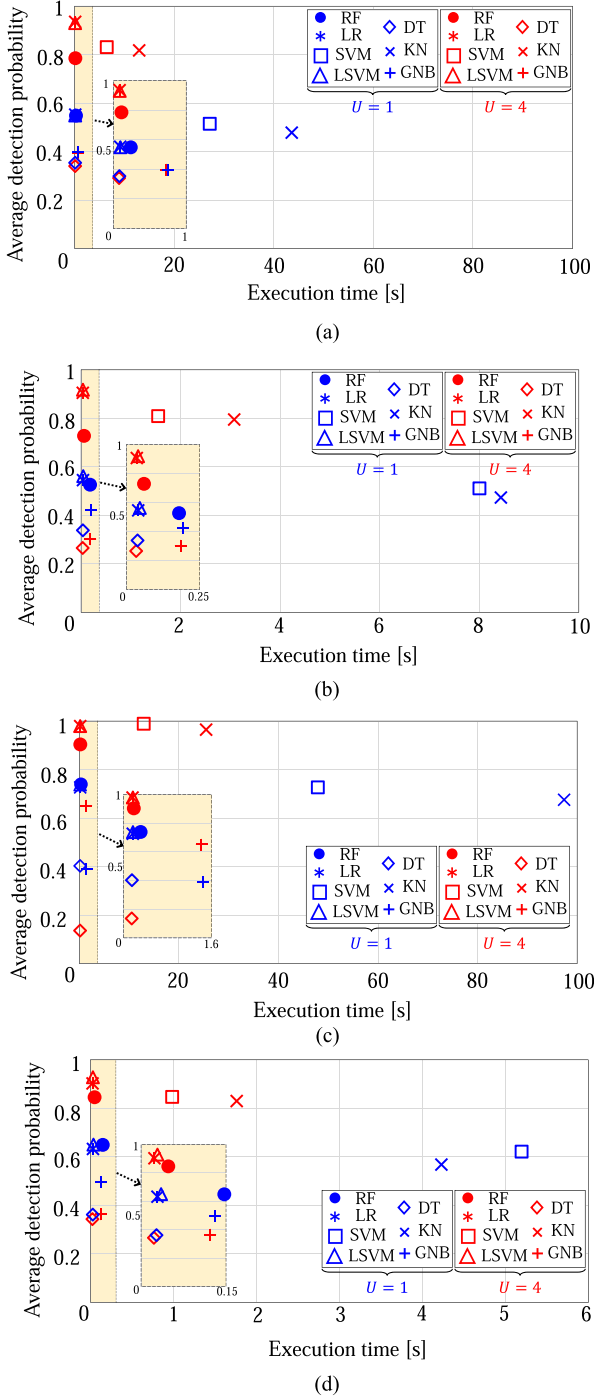 Average detection probability
1
0.8
0.6
0.4
0.2
0
20
40
60
80
100
Execution time [s]
0.5
0
1
RF
LR
SVM
LSVM
DT
KN
GNB
U = 1
RF
LR
SVM
LSVM
DT
KN
GNB
U = 4
(a)
Average detection probability
1
0.8
0.6
0.4
0.2
0
2
4
6
8
10
Execution time [s]
1
0.5
0
0.25
RF
LR
SVM
LSVM
DT
KN
GNB
U = 1
RF
LR
SVM
LSVM
DT
KN
GNB
U = 4
(b)
Average detection probability
1
0.8
0.6
0.4
0.2
0
20
40
60
80
100
Execution time [s]
1
0.5
0
1.6
RF
LR
SVM
LSVM
DT
KN
GNB
U = 1
RF
LR
SVM
LSVM
DT
KN
GNB
U = 4
(c)
Average detection probability
1
0.8
0.6
0.4
0.2
0
1
2
3
4
5
6
Execution time [s]
1
0.5
0
0.15
RF
LR
SVM
LSVM
DT
KN
GNB
U = 1
RF
LR
SVM
LSVM
DT
KN
GNB
U = 4
(d)